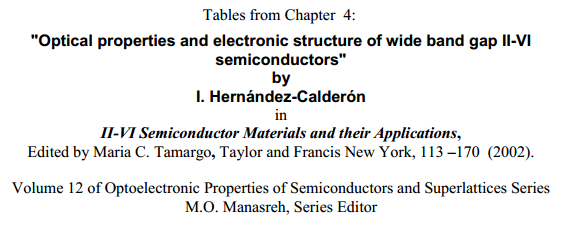 Tables from Chapter 4:
"Optical properties and electronic structure of wide band gap II-VI
semiconductors"
by
I. Hernández-Calderón
in
II-VI Semiconductor Materials and their Applications,
Edited by Maria C. Tamargo, Taylor and Francis New York, 113 –170 (2002).
Volume 12 of Optoelectronic Properties of Semiconductors and Superlattices Series
M.O. Manasreh, Series Editor